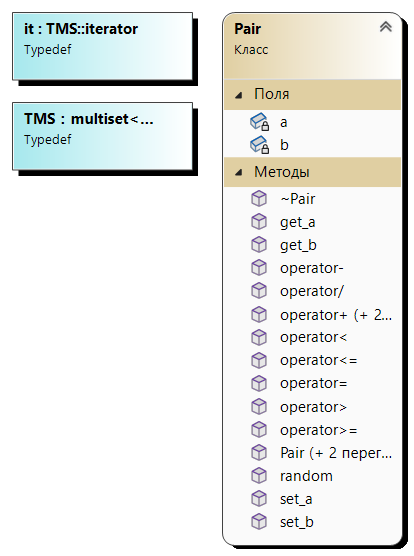 it : TMS::iterator
Typedef
TMS : multiset<...
Typedef
Pair
Класс
Поля
a
b
Методы
~Pair
get_a
get_b
operator-
operator/
operator+ (+ 2...
operator<
operator<=
operator=
operator>
operator>=
Pair (+ 2 перег...
random
set_a
set_b